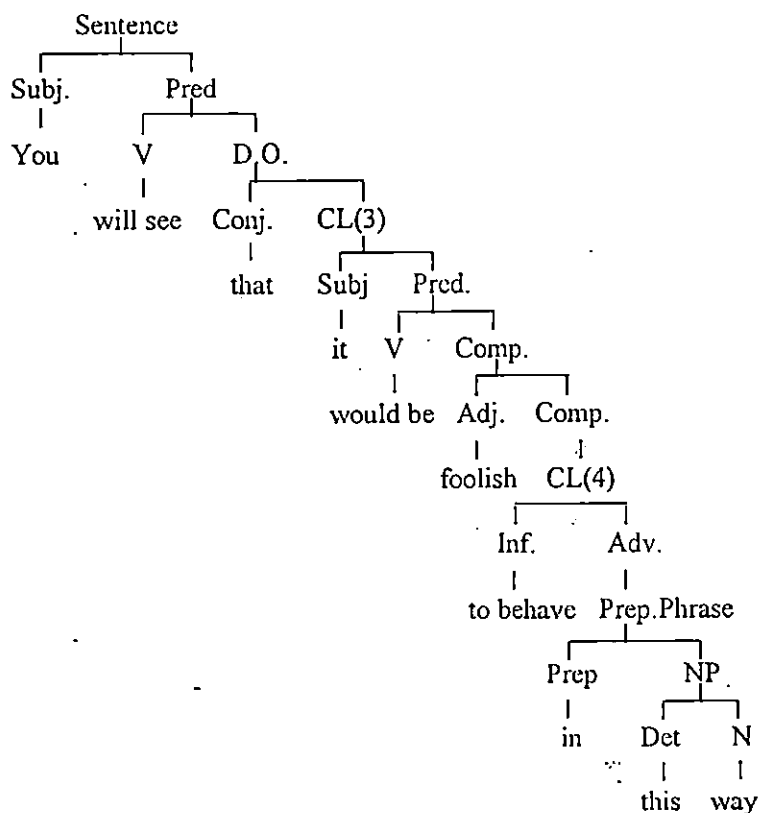 Sentence
Subj. Pred
You V D.O.
will see Conj. CL(3)
that Subj Pred.
it V Comp.
would be Adj. Comp.
foolish CL(4)
Inf. Adv.
to behave Prep.Phrase
Prep NP
in Det N
this way